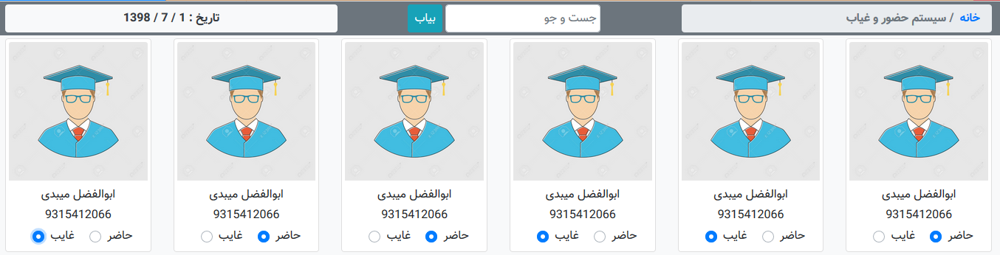 خانه / سیستم حضور و غیاب
جست و جو
بیاب
تاریخ : 1 / 7 / 1398
ابوالفضل میبدی
9315412066
حاضر غایب
ابوالفضل میبدی
9315412066
حاضر غایب
ابوالفضل میبدی
9315412066
حاضر غایب
ابوالفضل میبدی
9315412066
حاضر غایب
ابوالفضل میبدی
9315412066
حاضر غایب
ابوالفضل میبدی
9315412066
حاضر غایب